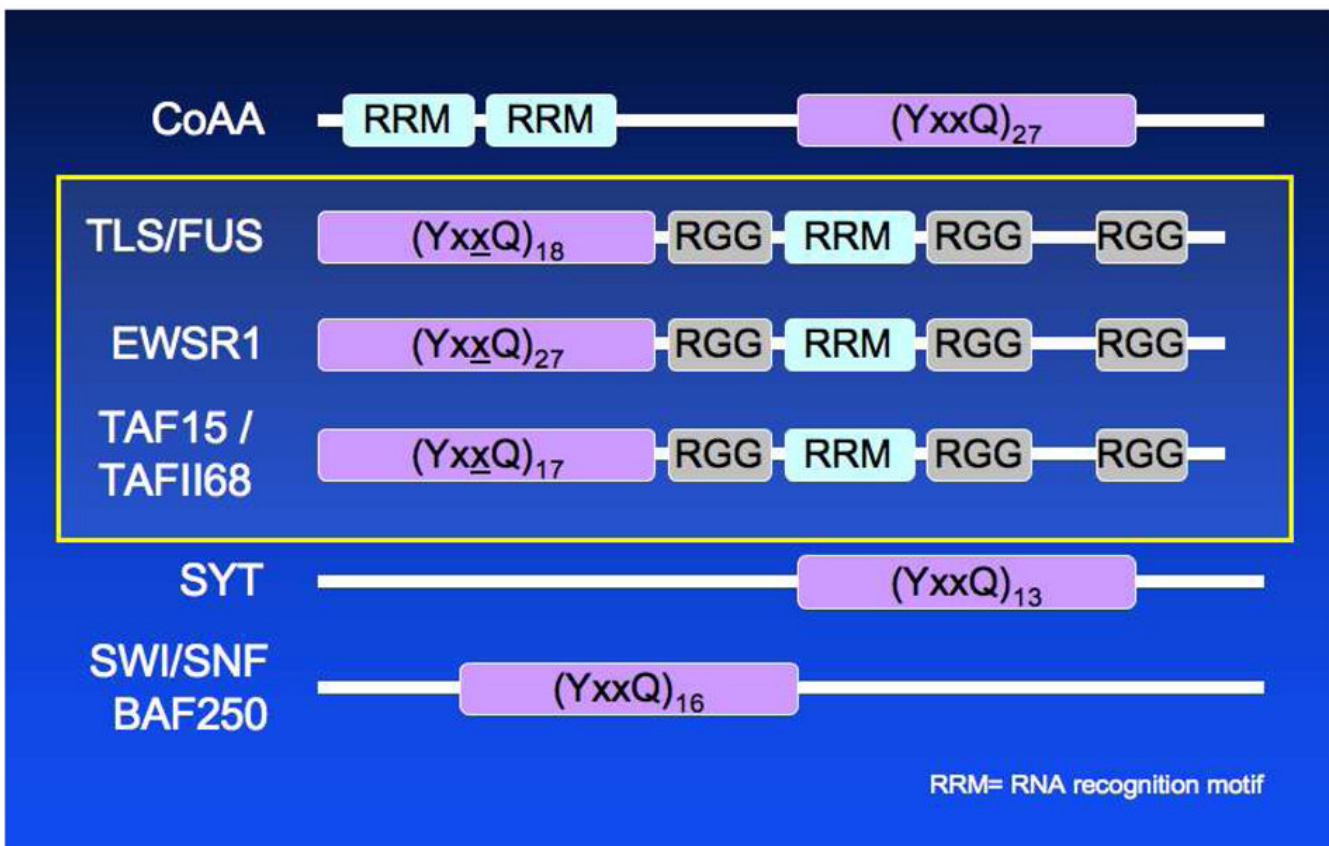 CoAA RRM RRM (YxxQ)27
TLS/FUS (YxxQ)18 RGG RRM RGG RGG
EWSR1 (YxxQ)27 RGG RRM RGG RGG
TAF15 /
TAFII68 (YxxQ)17 RGG RRM RGG RGG
SYT (YxxQ)13
SWI/SNF
BAF250 (YxxQ)16
RRM= RNA recognition motif